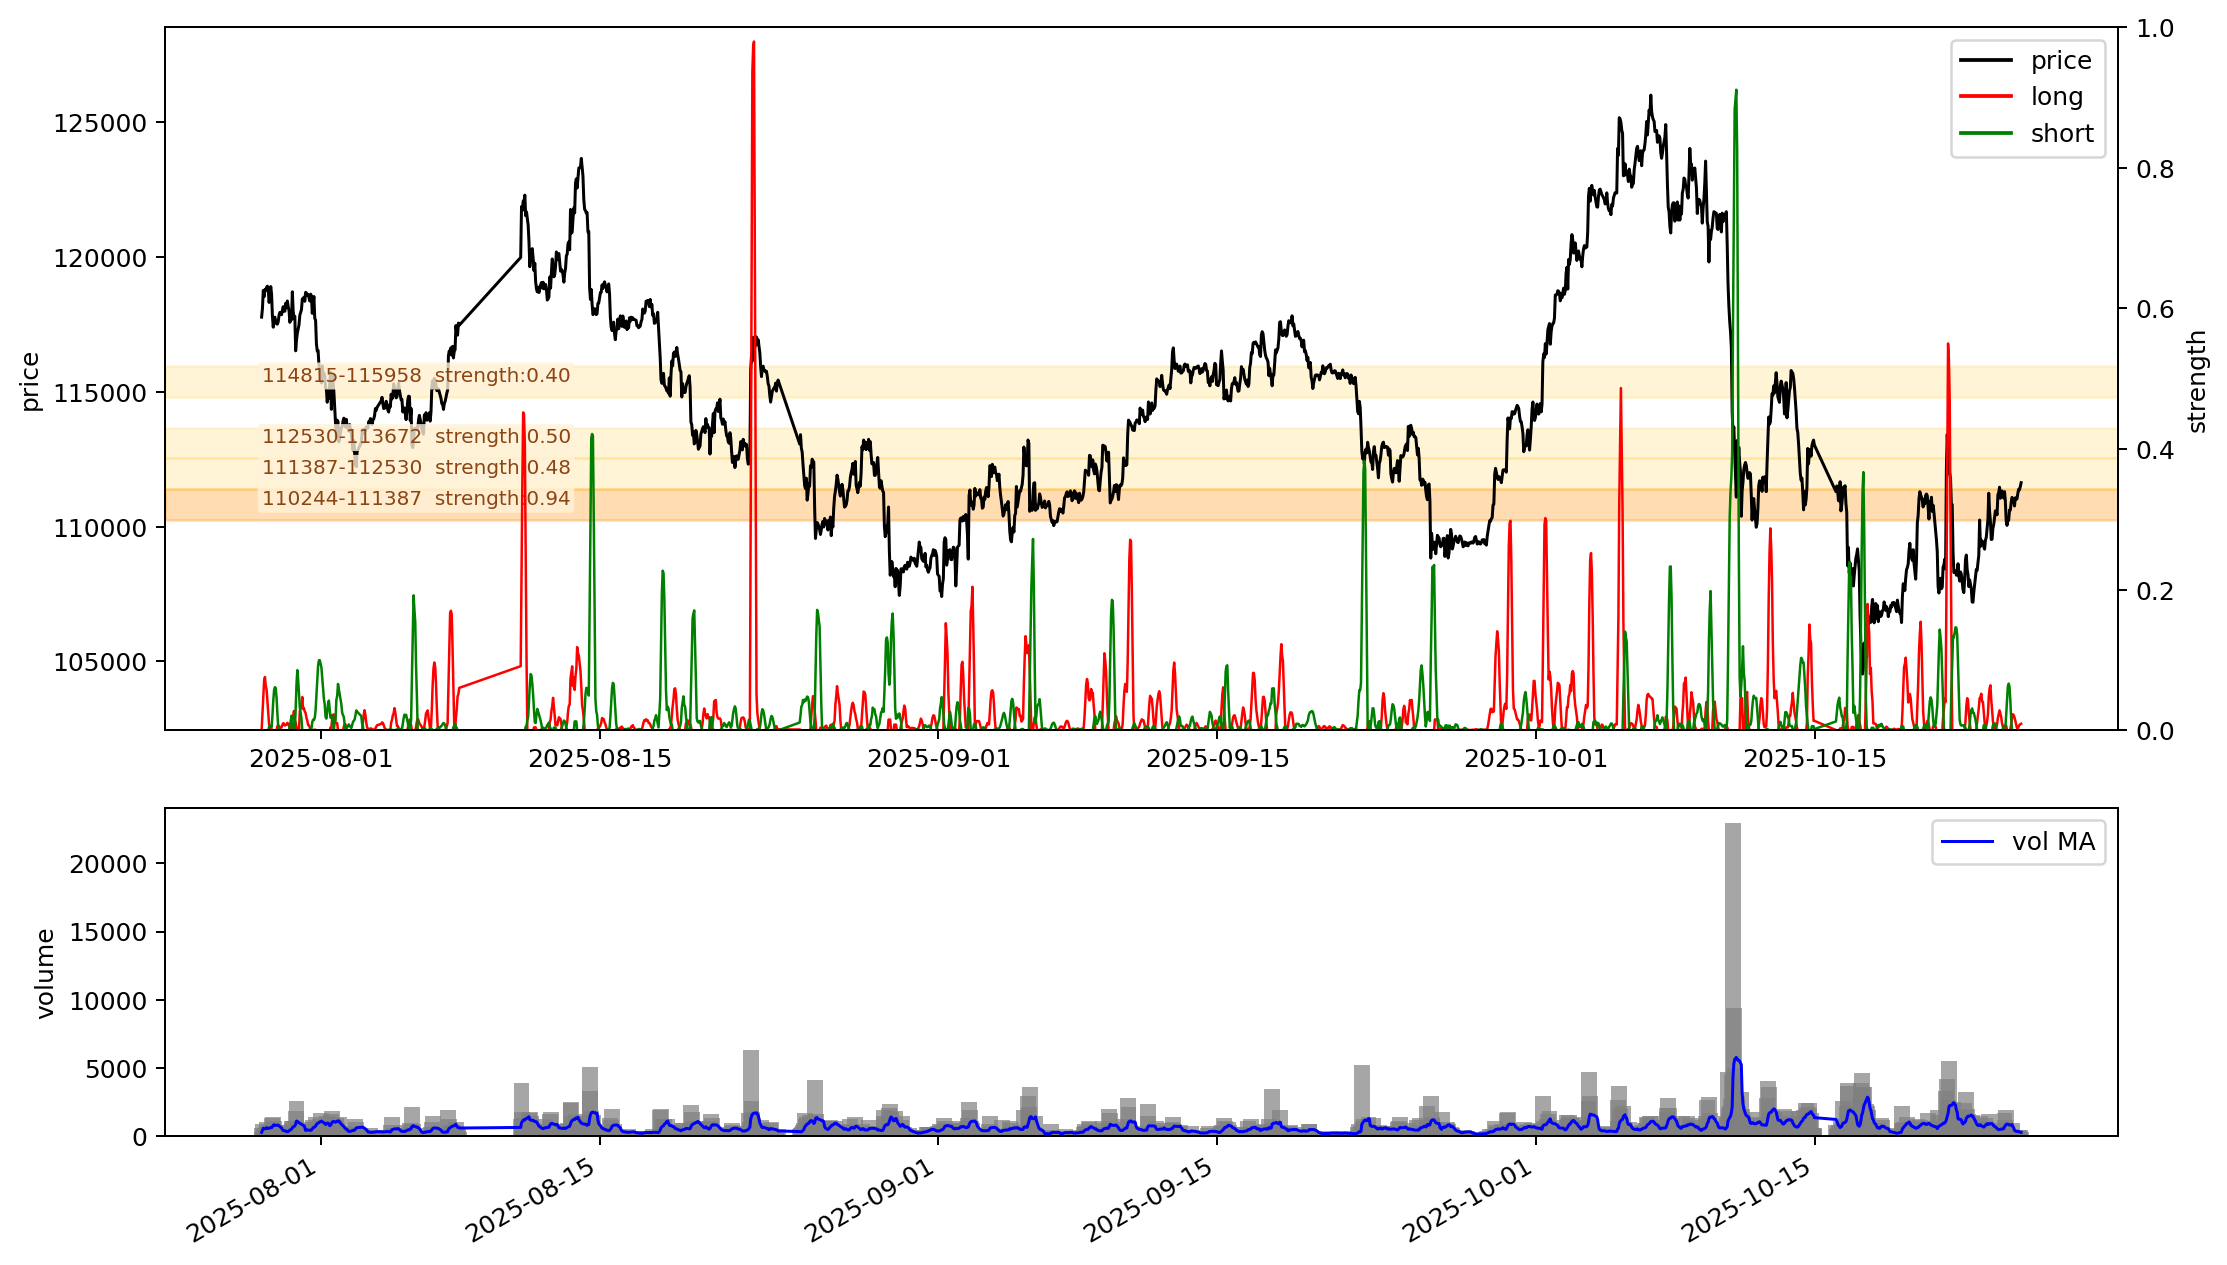 1.0
price
long
short
125000
0.8
120000
0.6
price
115000
114815-115958 strength:0.40
strength
112530-113672 strength:0.50
0.4
111387-112530 strength:0.48
110244-111387 strength:0.94
110000
0.2
105000
0.0
2025-08-01 2025-08-15 2025-09-01 2025-09-15 2025-10-01 2025-10-15
vol MA
20000
15000
volume
10000
5000
0
2025-08-01 2025-08-15 2025-09-01 2025-09-15 2025-10-01 2025-10-15